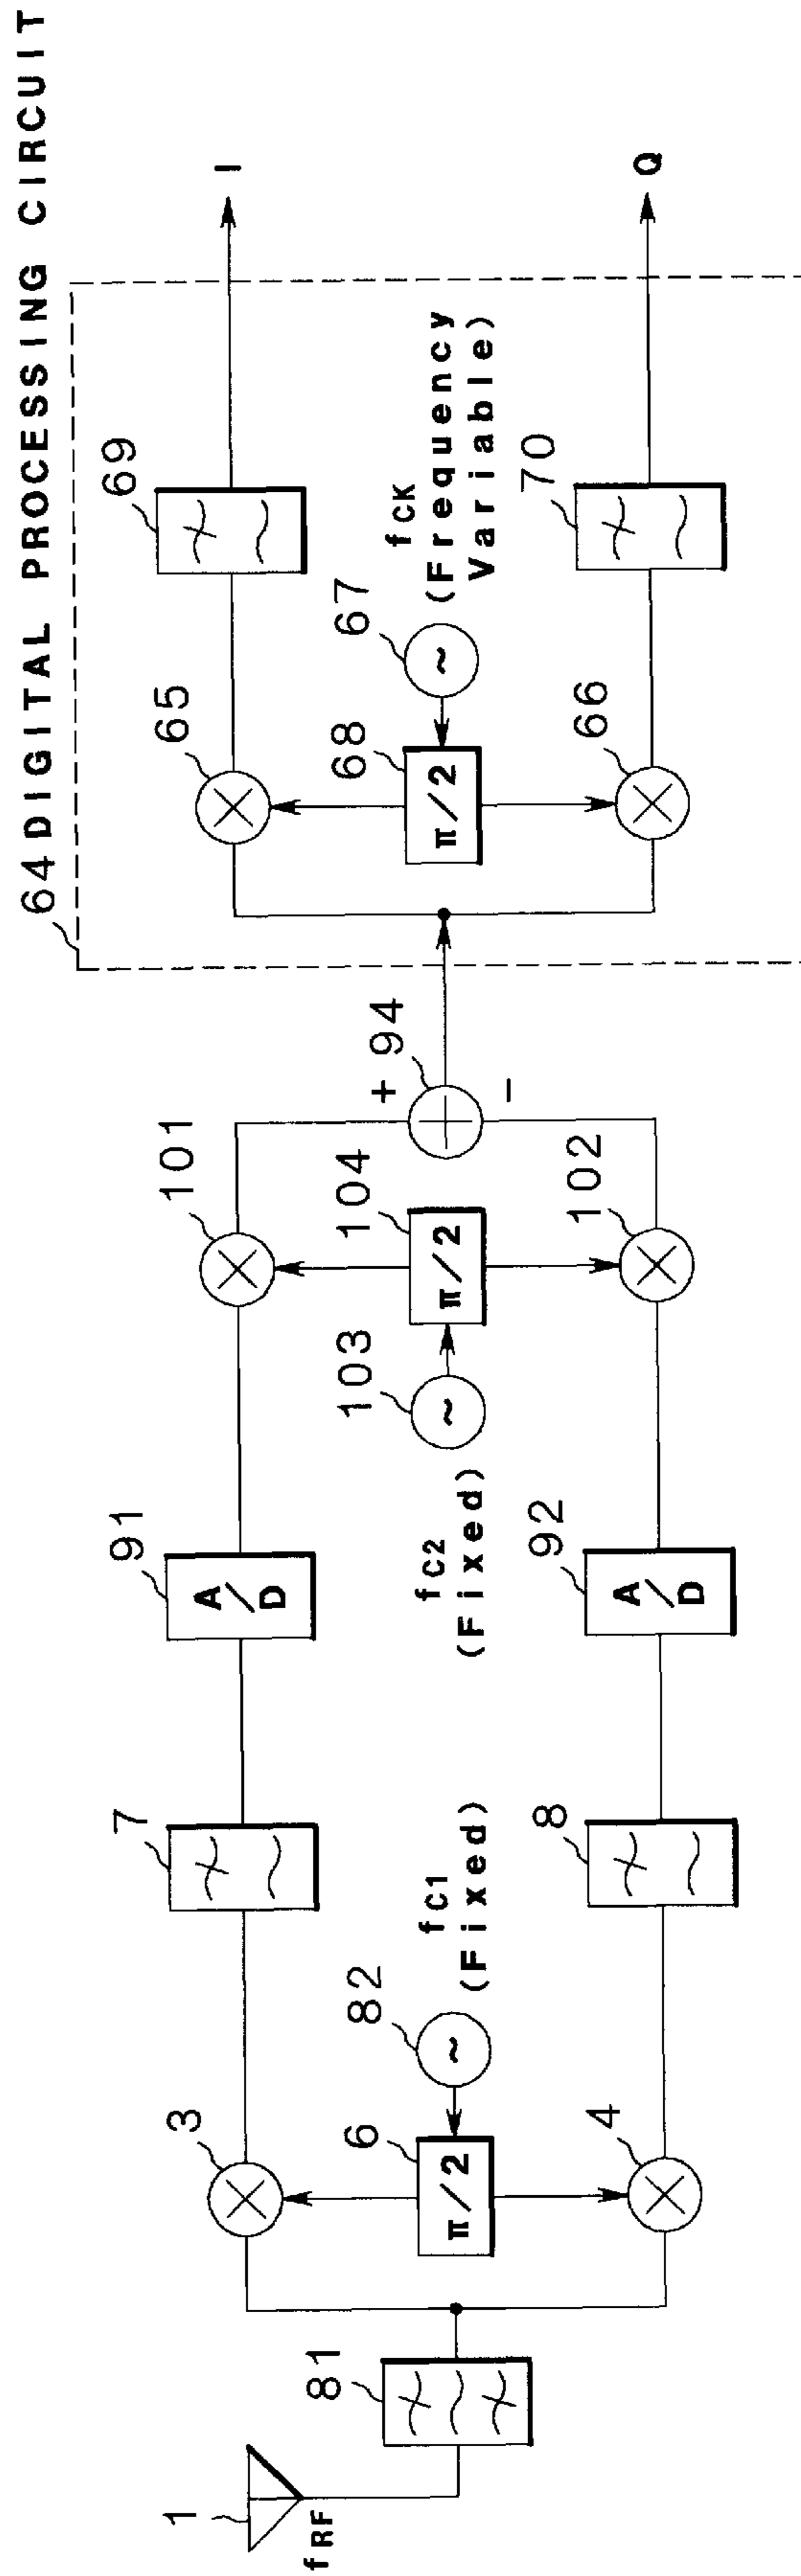 64 DIGITAL PROCESSING CIRCUIT
1
fRF
81
3
6
π/2
82
fC1
(Fixed)
4
7
8
91
A/D
92
A/D
fC2
(Fixed)
103
104
π/2
101
102
+
94
−
65
68
π/2
67
fCK
(Frequency
Variable)
66
69
70
I
Q